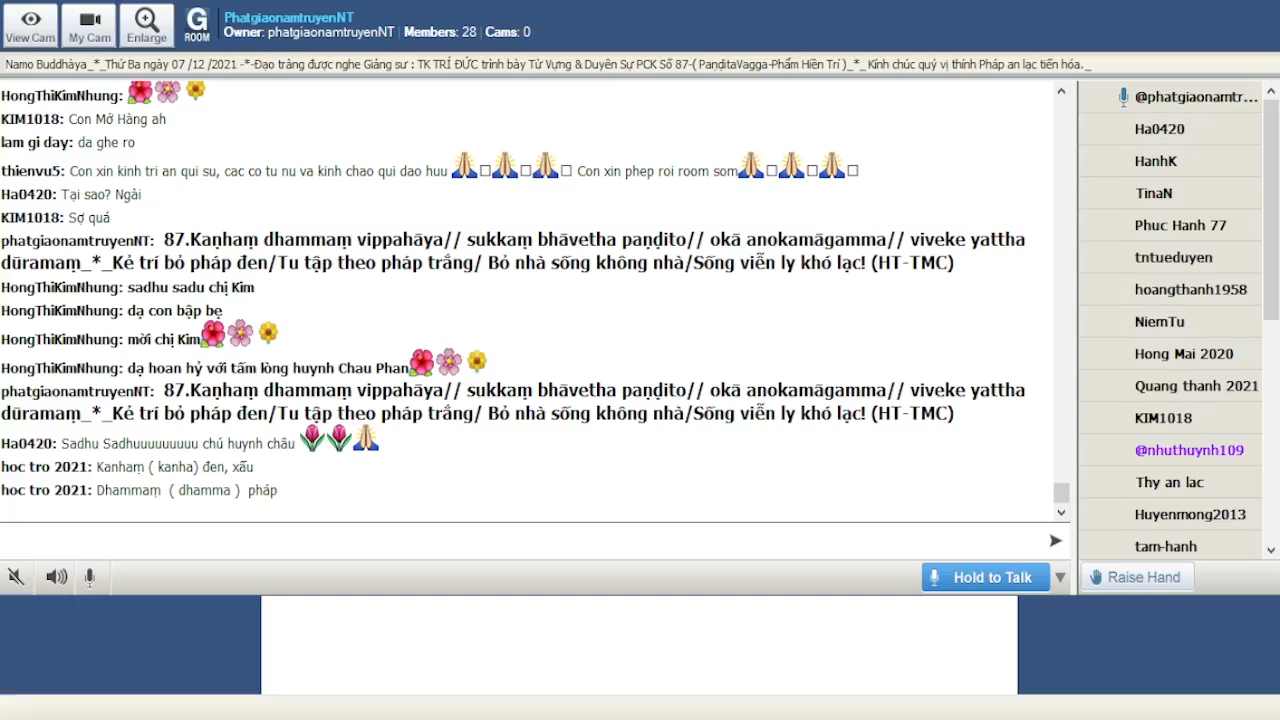 View Cam
My Cam
Enlarge
G
ROOM
PhatgiaonamtruyenNT
Owner: phatgiaonamtruyenNT | Members: 28 | Cams: 0
Namo Buddhàya_*_Thứ Ba ngày 07 /12 /2021 -*-Đạo tràng được nghe Giảng sư : TK TRÍ ĐỨC trình bày Từ Vựng & Duyên Sự PCK Số 87-( PaṇḍitaVagga-Phẩm Hiền Trí )_*_ Kính chúc quý vị thính Pháp an lạc tiến hóa._
HongThiKimNhung:
KIM1018: Con Mở Hàng ah
lam gi day: da ghe ro
thienvu5: Con xin kinh tri an qui su, cac co tu nu va kinh chao qui dao huu 🙏□🙏□🙏□ Con xin phep roi room som🙏□🙏□🙏□
Ha0420: Tại sao? Ngài
KIM1018: Sợ quá
phatgiaonamtruyenNT: 87.Kaṇhaṃ dhammaṃ vippahāya// sukkaṃ bhāvetha paṇḍito// okā anokamāgamma// viveke yattha
dūramaṃ_*_Kẻ trí bỏ pháp đen/Tu tập theo pháp trắng/ Bỏ nhà sống không nhà/Sống viễn ly khó lạc! (HT-TMC)
HongThiKimNhung: sadhu sadu chị Kim
HongThiKimNhung: dạ con bập bẹ
HongThiKimNhung: mời chị Kim
HongThiKimNhung: dạ hoan hỷ với tấm lòng huynh Chau Phan
phatgiaonamtruyenNT: 87.Kaṇhaṃ dhammaṃ vippahāya// sukkaṃ bhāvetha paṇḍito// okā anokamāgamma// viveke yattha
dūramaṃ_*_Kẻ trí bỏ pháp đen/Tu tập theo pháp trắng/ Bỏ nhà sống không nhà/Sống viễn ly khó lạc! (HT-TMC)
Ha0420: Sadhu Sadhuuuuuuuuu chú huynh châu 🌷🌷🙏
hoc tro 2021: Kanhaṃ ( kanha) đen, xấu
hoc tro 2021: Dhammaṃ ( dhamma ) pháp
@phatgiaonamtr...
Ha0420
HanhK
TinaN
Phuc Hanh 77
tntueduyen
hoangthanh1958
NiemTu
Hong Mai 2020
Quang thanh 2021
KIM1018
@nhuthuynh109
Thy an lac
Huyenmong2013
tam-hanh
Hold to Talk
Raise Hand